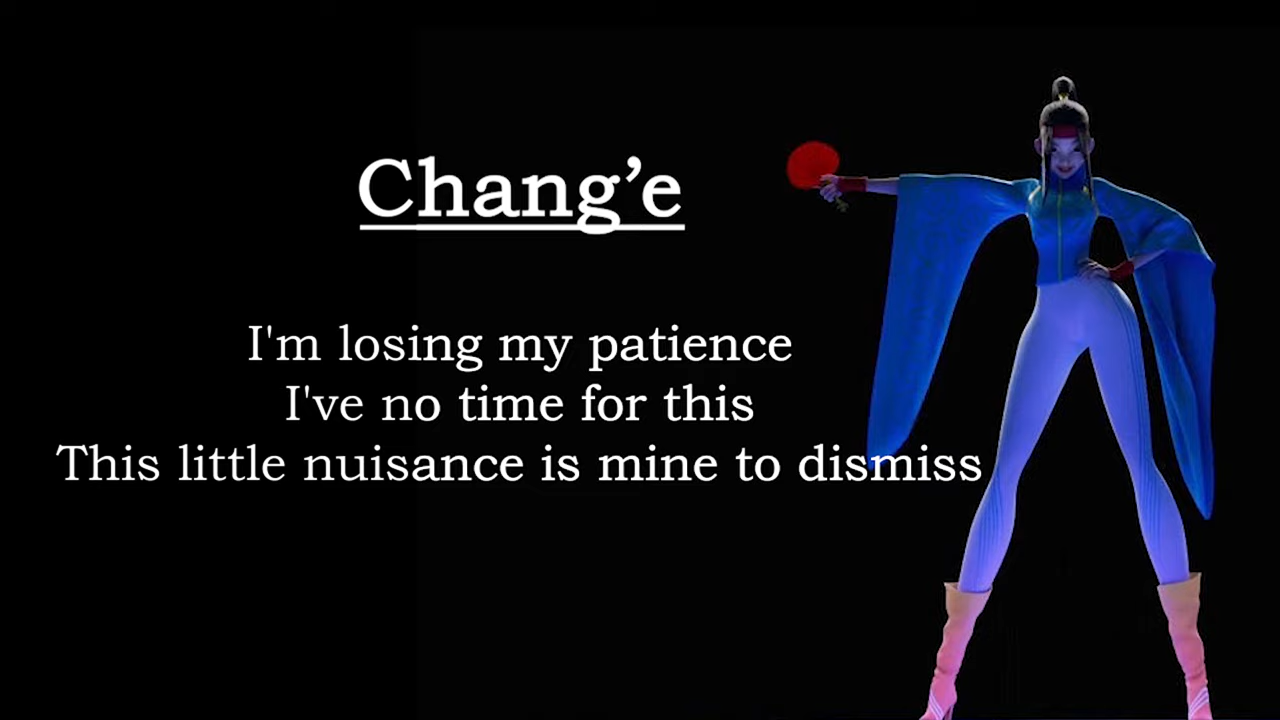 Chang’e
I'm losing my patience
I've no time for this
This little nuisance is mine to dismiss